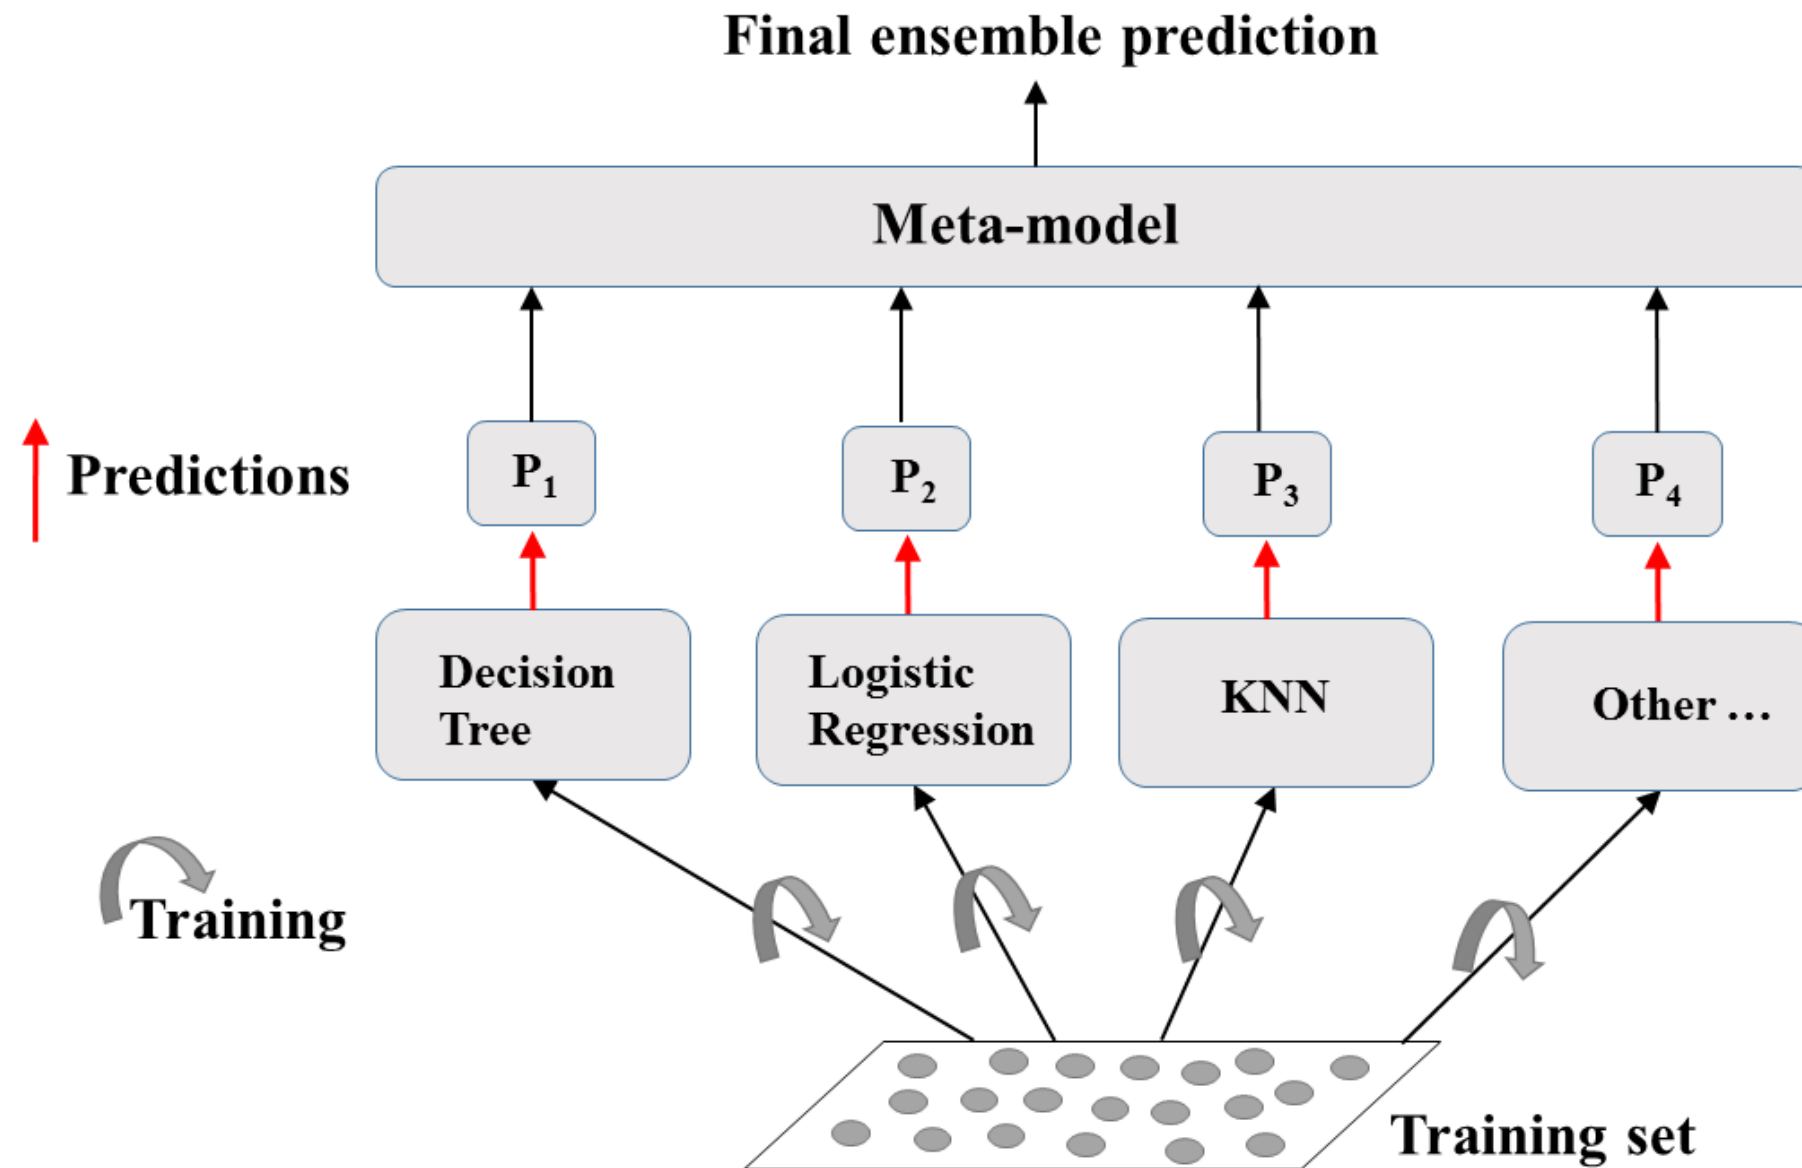 Final ensemble prediction
Meta-model
Predictions
P₁
P₂
P₃
P₄
Decision
Tree
Logistic
Regression
KNN
Other ...
Training
Training set